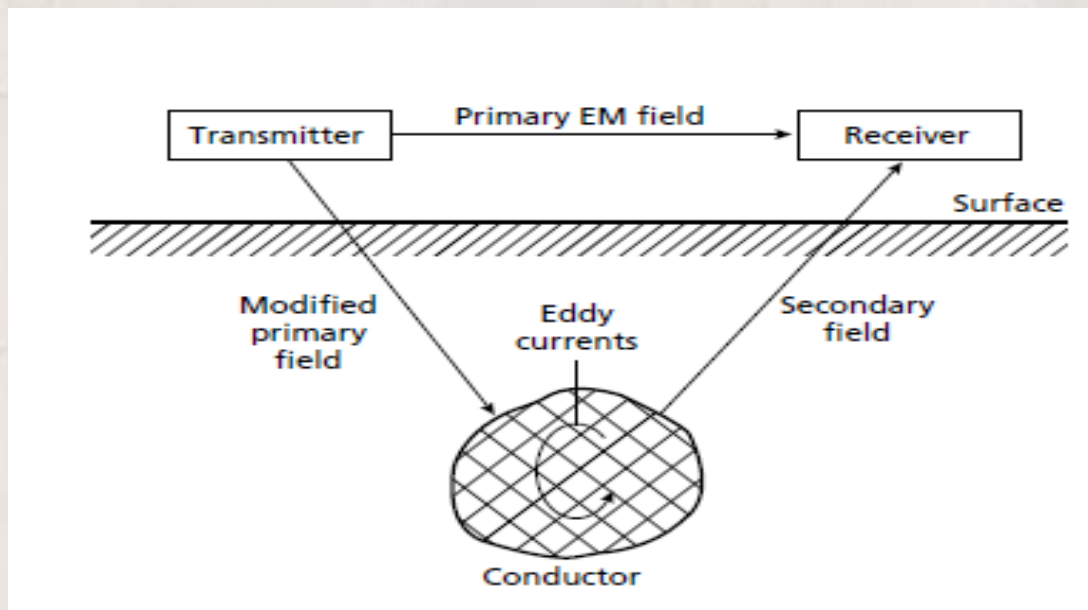 Primary EM field
Transmitter
Receiver
Surface
Modified
primary
field
Eddy
currents
Secondary
field
Conductor